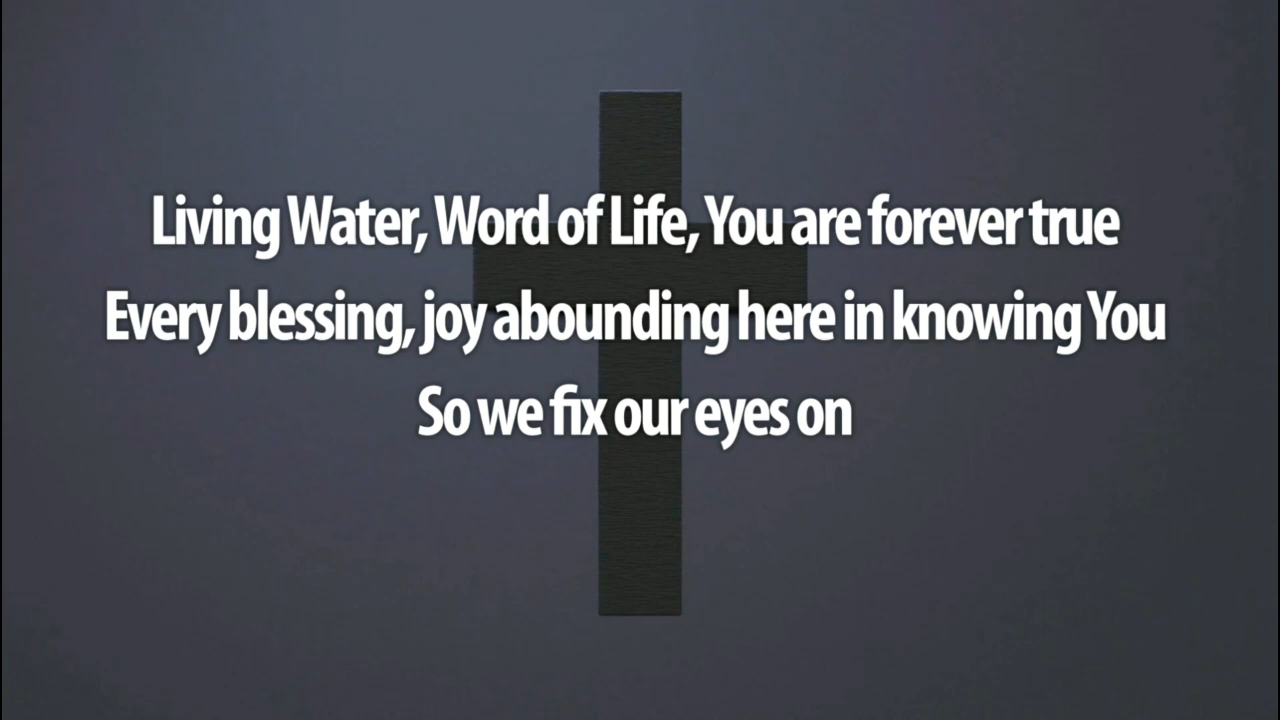 Living Water, Word of Life, You are forever true
Every blessing, joy abounding here in knowing You
So we fix our eyes on